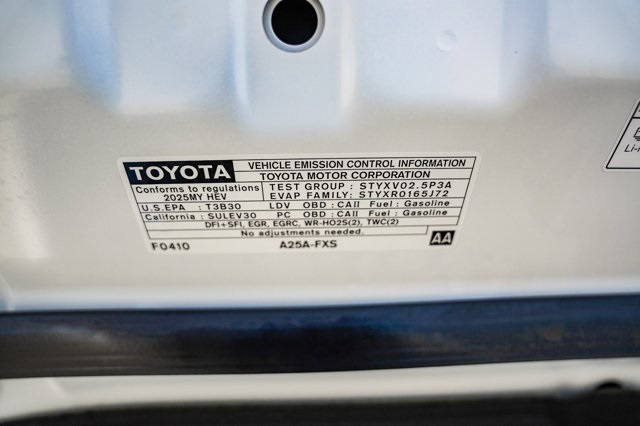 TOYOTA VEHICLE EMISSION CONTROL INFORMATION
TOYOTA MOTOR CORPORATION
Conforms to regulations TEST GROUP : STYXV02.5P3A
2025MY HEV EVAP FAMILY: STYXR0165J72
U.S.EPA : T3B30 LDV OBD : CAII Fuel : Gasoline
California : SULEV30 PC OBD : CAII Fuel : Gasoline
DFI+SFI, EGR, EGRC, WR-HO2S(2), TWC(2)
No adjustments needed.
F0410 A25A-FXS AA